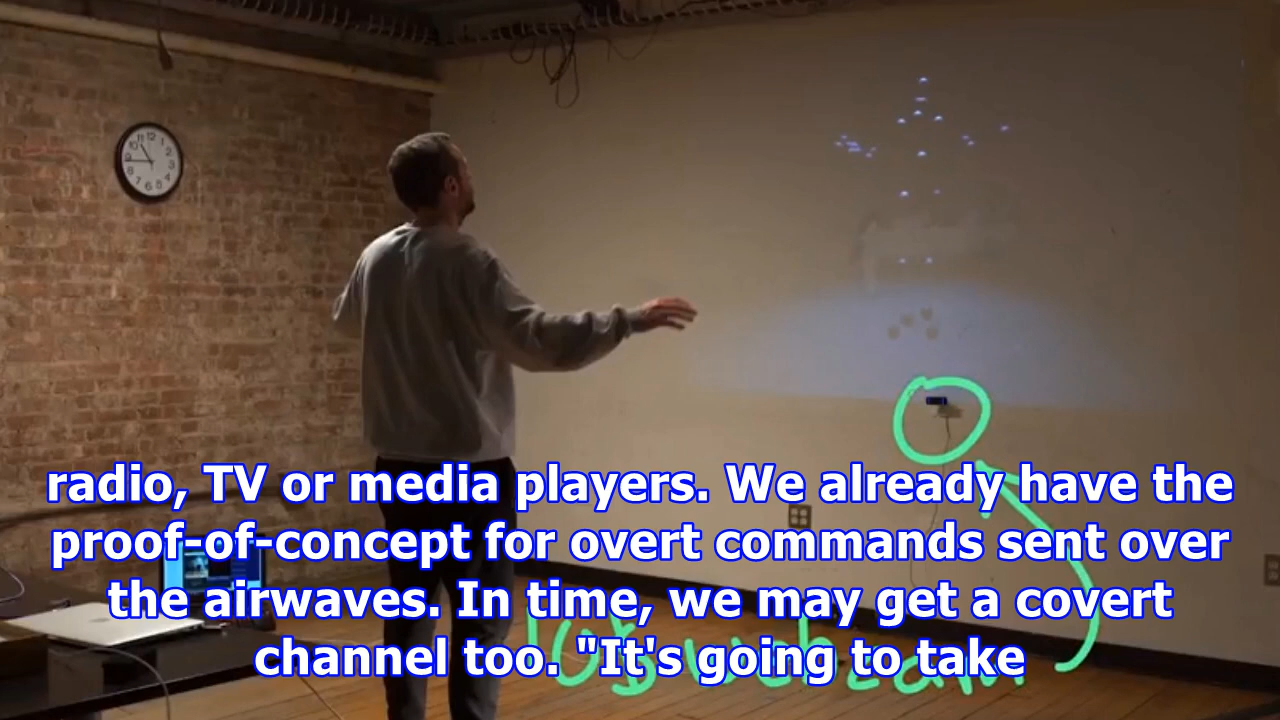 radio, TV or media players. We already have the
proof-of-concept for overt commands sent over
the airwaves. In time, we may get a covert
channel too. "It's going to take